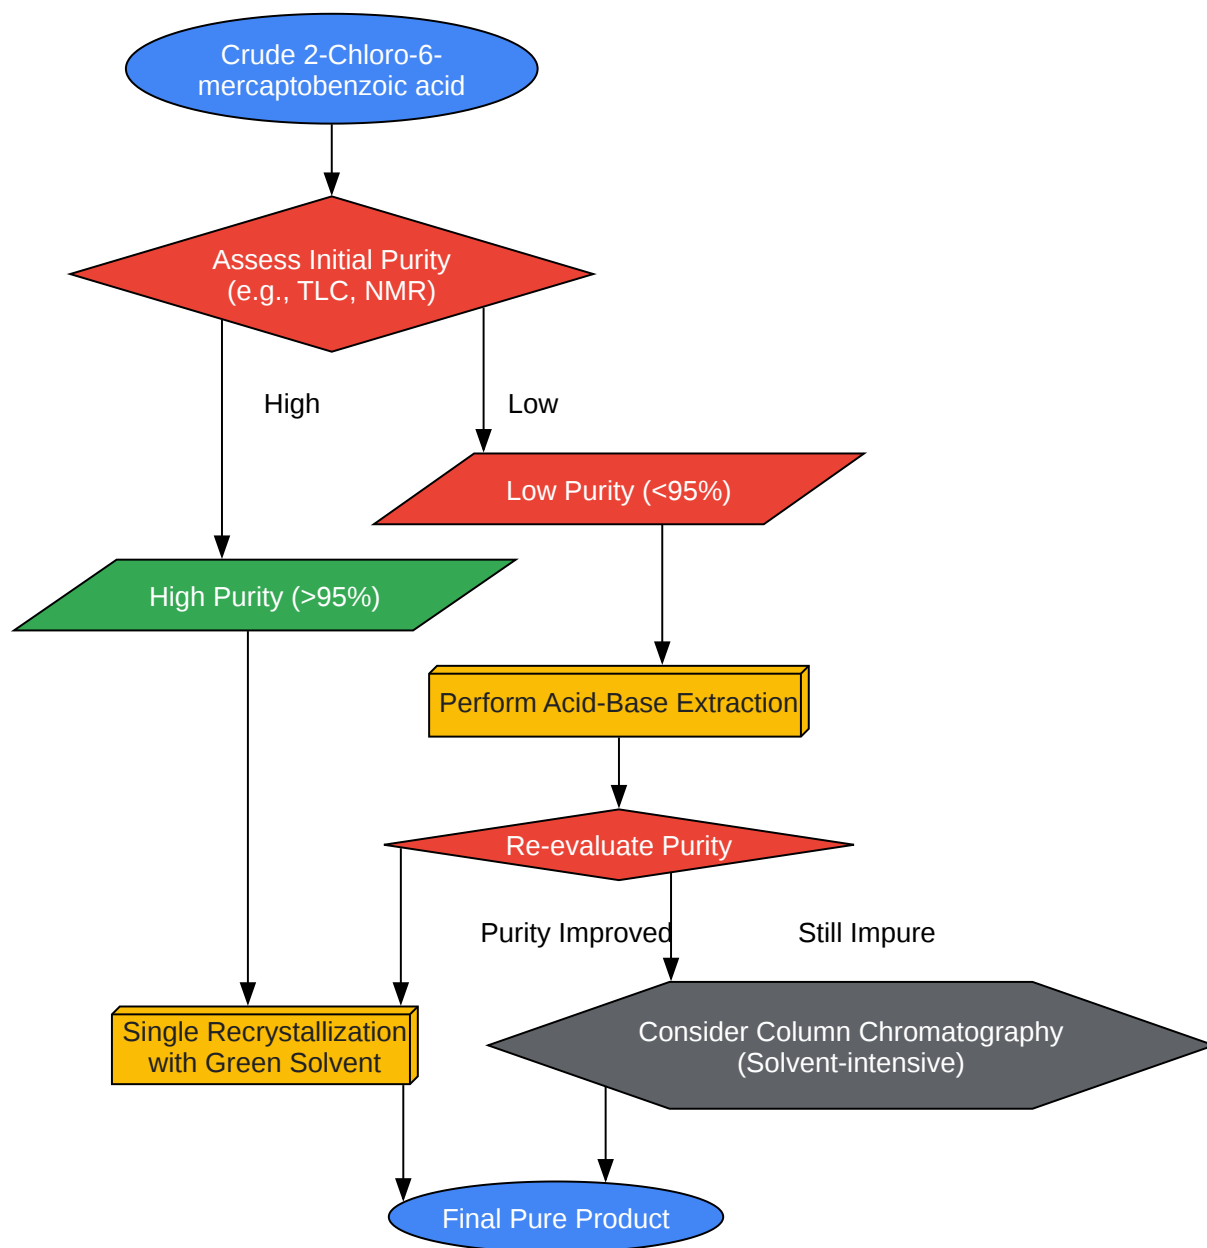 Crude 2-Chloro-6-
mercaptobenzoic acid
Assess Initial Purity
(e.g., TLC, NMR)
High
Low
Low Purity (<95%)
High Purity (>95%)
Perform Acid-Base Extraction
Re-evaluate Purity
Purity Improved
Still Impure
Single Recrystallization
with Green Solvent
Consider Column Chromatography
(Solvent-intensive)
Final Pure Product